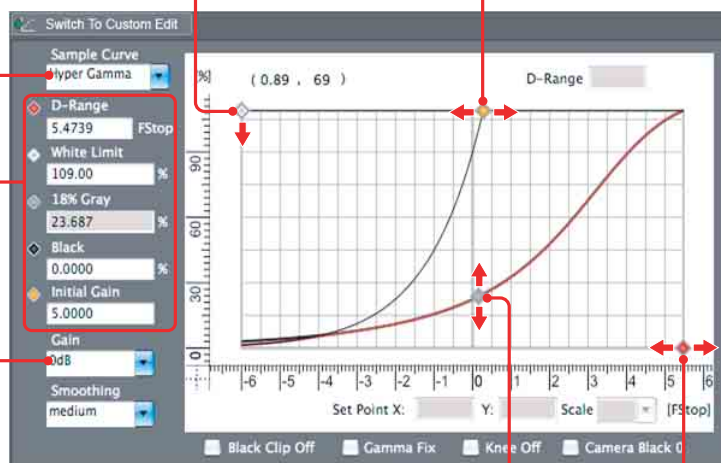 Switch To Custom Edit
Sample Curve
Hyper Gamma
D-Range
5.4739 FStop
White Limit
109.00 %
18% Gray
23.687 %
Black
0.0000 %
Initial Gain
5.0000
Gain
0dB
Smoothing
medium
[%] ( 0.89 , 69 ) D-Range
90
60
30
0
-6 -5 -4 -3 -2 -1 0 1 2 3 4 5 6
Set Point X: Y: Scale [FStop]
Black Clip Off Gamma Fix Knee Off Camera Black 0